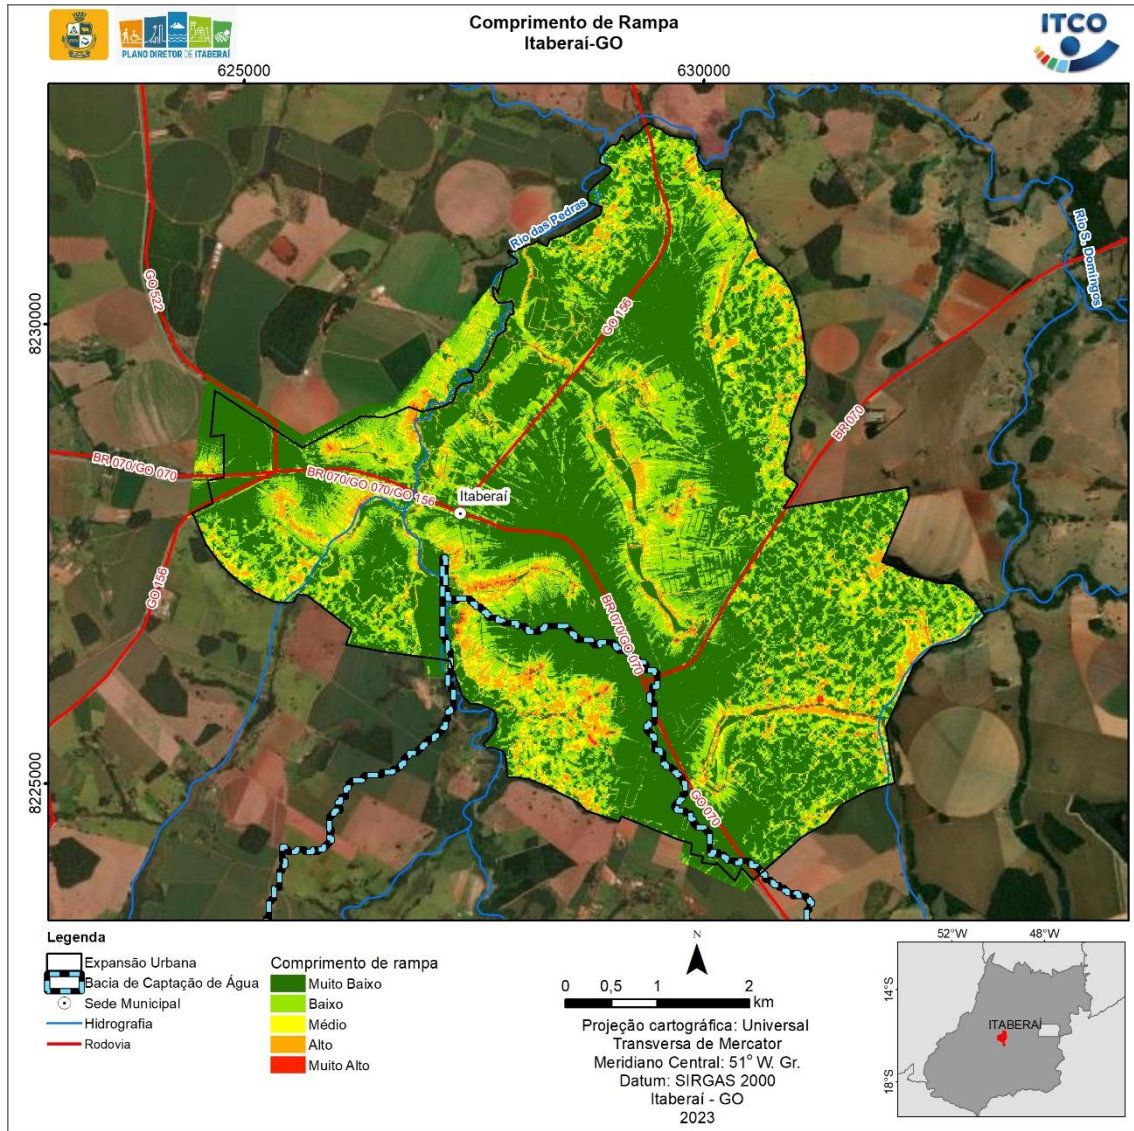 Comprimento de Rampa
Itaberaí-GO
PLANO DIRETOR DE ITABERAÍ
ITCO
625000
630000
8230000
8225000
Rio das Pedras
Rio S. Domingos
GO 522
GO 156
BR 070
BR 070/GO 070
BR 070/GO 070/GO 156
Itaberaí
GO 156
BR 070/GO 070
GO 070
Legenda
Expansão Urbana
Bacia de Captação de Água
Sede Municipal
Hidrografia
Rodovia
Comprimento de rampa
Muito Baixo
Baixo
Médio
Alto
Muito Alto
N
0 0,5 1 2
km
Projeção cartográfica: Universal
Transversa de Mercator
Meridiano Central: 51° W. Gr.
Datum: SIRGAS 2000
Itaberaí - GO
2023
52°W 48°W
14°S
18°S
ITABERAÍ